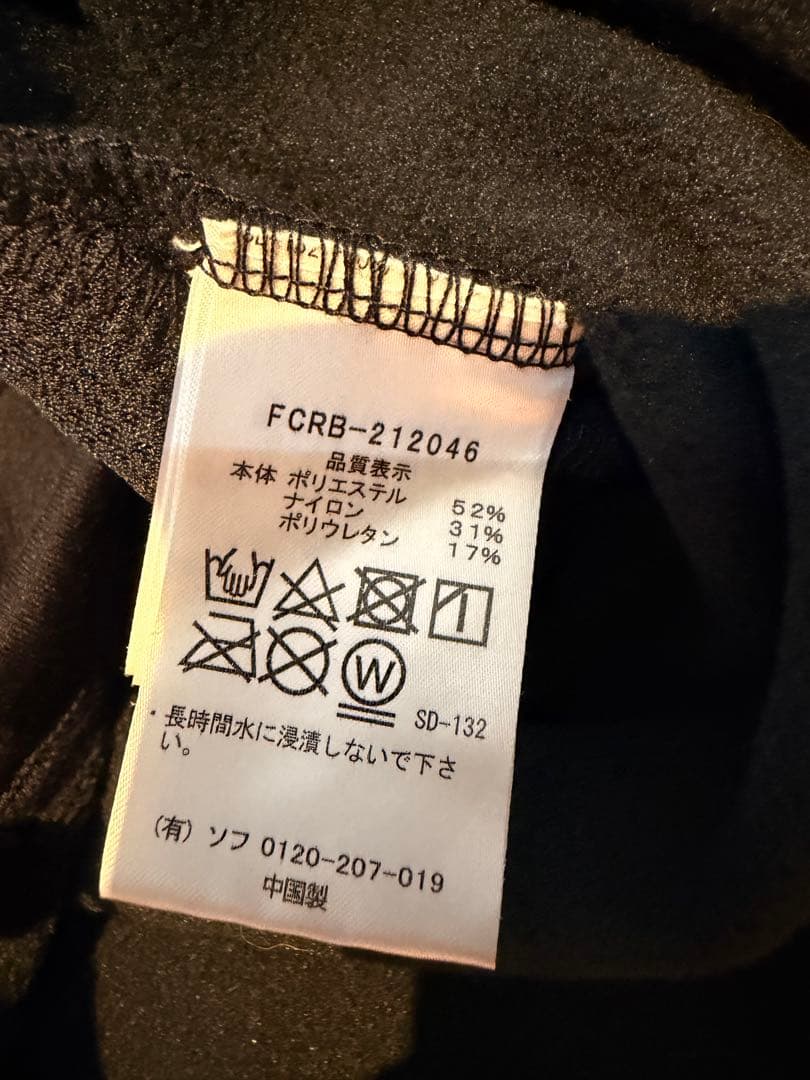 FCRB-212046
品質表示
本体 ポリエステル 52%
ナイロン 31%
ポリウレタン 17%
W
SD-132
・長時間水に浸漬しないで下さ
い。
(有) ソフ 0120-207-019
中国製